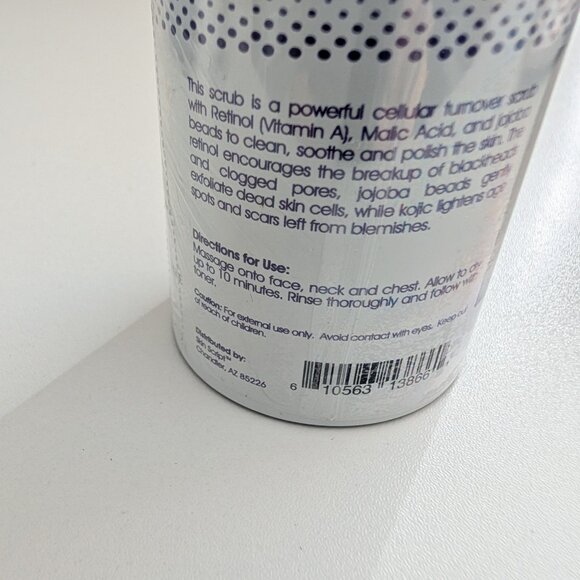 This scrub is a powerful cellular turnover scrub
with Retinol (Vitamin A), Malic Acid, and jojoba
beads to clean, soothe and polish the skin. The
retinol encourages the breakup of blackheads
and clogged pores, jojoba beads gently
exfoliate dead skin cells, while kojic lightens age
spots and scars left from blemishes.
Directions for Use:
Massage onto face, neck and chest. Allow to dry
up to 10 minutes. Rinse thoroughly and follow with
toner.
Caution: For external use only. Avoid contact with eyes. Keep out
of reach of children.
Distributed by:
Skin Script™
Chandler, AZ 85226
6 10563 13866